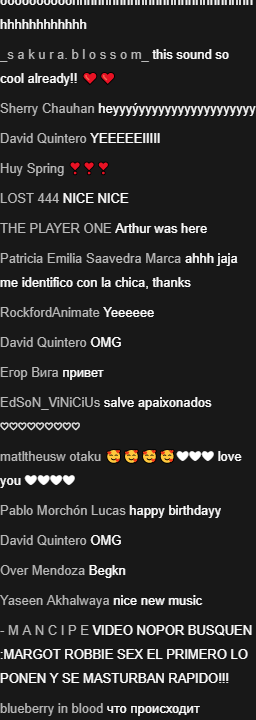 hhhhhhhhhhhh
_s a k u r a. b l o s s o m_ this sound so
cool already!! ❤️ ❤️
Sherry Chauhan heyyyýyyyyyyyyyyyyyyyyyyy
David Quintero YEEEEEIIIII
Huy Spring ❣️❣️❣️
LOST 444 NICE NICE
THE PLAYER ONE Arthur was here
Patricia Emilia Saavedra Marca ahhh jaja
me identifico con la chica, thanks
RockfordAnimate Yeeeeee
David Quintero OMG
Егор Вига привет
EdSoN_ViNiCiUs salve apaixonados
♡♡♡♡♡♡♡♡♡
matltheusw otaku 🥰 🥰 🥰 🥰🤍🤍🤍 love
you 🤍🤍🤍🤍
Pablo Morchón Lucas happy birthdayy
David Quintero OMG
Over Mendoza Begkn
Yaseen Akhalwaya nice new music
- M A N C I P E VIDEO NOPOR BUSQUEN
:MARGOT ROBBIE SEX EL PRIMERO LO
PONEN Y SE MASTURBAN RAPIDO!!!
blueberry in blood что происходит